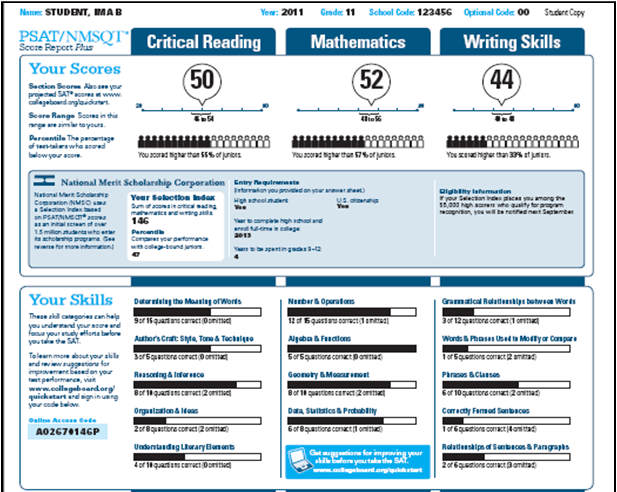 Name: STUDENT, IMA B Year: 2011 Grade: 11 School Code: 123456 Optional Code: 00 Student Copy
PSAT/NMSQT®
Score Report Plus
Critical Reading Mathematics Writing Skills
Your Scores
Section Scores Also see your
projected SAT® scores at www.
collegeboard.org/quickstart.
Score Range Scores in this
range are similar to yours.
Percentile The percentage
of test-takers who scored
below your score.
50
20 80
46 to 54
You scored higher than 55% of juniors.
52
20 80
48 to 56
You scored higher than 57% of juniors.
44
20 80
40 to 48
You scored higher than 33% of juniors.
National Merit Scholarship Corporation
National Merit Scholarship
Corporation (NMSC) uses
a Selection Index based
on PSAT/NMSQT® scores
as an initial screen of over
1.5 million students who enter
its scholarship programs. (See
reverse for more information.)
Your Selection Index
Sum of scores in critical reading,
mathematics and writing skills
146
Percentile
Compares your performance
with college-bound juniors.
47
Entry Requirements
(Information you provided on your answer sheet.)
High school student U.S. citizenship
Yes Yes
Year to complete high school and
enroll full-time in college:
2013
Years to be spent in grades 9–12
4
Eligibility Information
If your Selection Index places you among the
55,000 high scorers who qualify for program
recognition, you will be notified next September.
Your Skills
These skill categories can help
you understand your score and
focus your study efforts before
you take the SAT.
To learn more about your skills
and review suggestions for
improvement based on your
test performance, visit
www.collegeboard.org/
quickstart and sign in using
your code below.
Online Access Code
A02670146P
Determining the Meaning of Words
9 of 15 questions correct (0 omitted)
Author's Craft: Style, Tone & Technique
3 of 5 questions correct (0 omitted)
Reasoning & Inference
8 of 10 questions correct (2 omitted)
Organization & Ideas
2 of 8 questions correct (2 omitted)
Understanding Literary Elements
4 of 10 questions correct (0 omitted)
Number & Operations
12 of 15 questions correct (1 omitted)
Algebra & Functions
5 of 5 questions correct (0 omitted)
Geometry & Measurement
8 of 10 questions correct (2 omitted)
Data, Statistics & Probability
6 of 8 questions correct (1 omitted)
Get suggestions for improving your
skills before you take the SAT.
www.collegeboard.org/quickstart
Grammatical Relationships between Words
3 of 12 questions correct (1 omitted)
Words & Phrases Used to Modify or Compare
1 of 5 questions correct (2 omitted)
Phrases & Clauses
6 of 10 questions correct (2 omitted)
Correctly Formed Sentences
1 of 6 questions correct (4 omitted)
Relationships of Sentences & Paragraphs
2 of 6 questions correct (3 omitted)